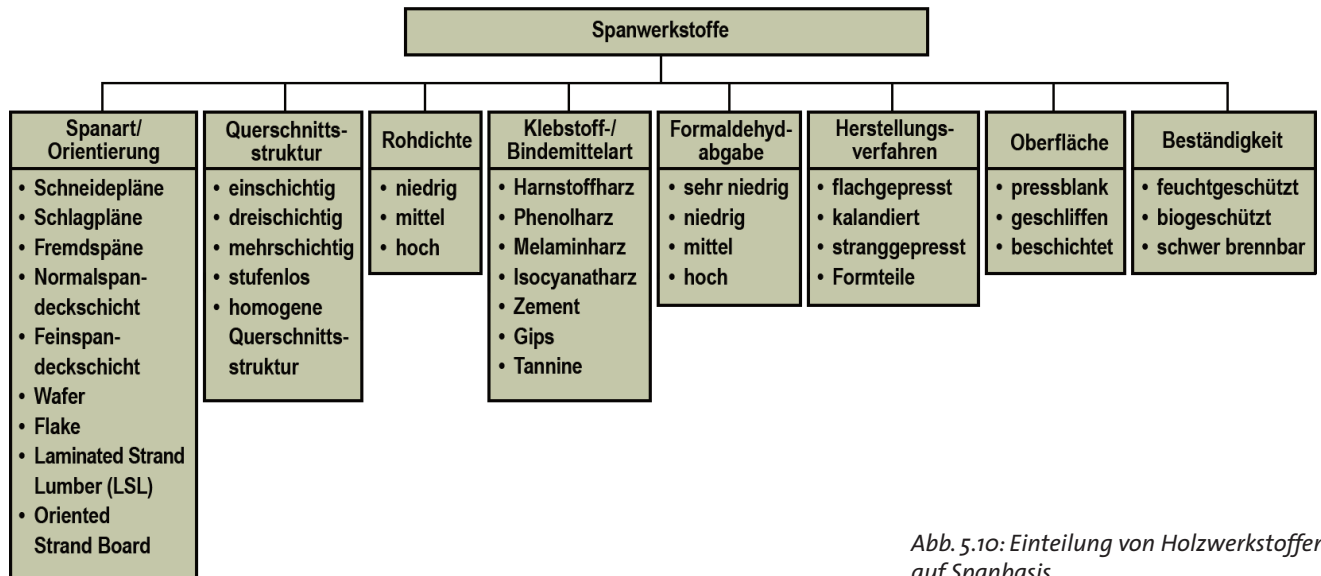 Spanwerkstoffe
Spanart/
Orientierung
• Schneidepläne
• Schlagpläne
• Fremdspäne
• Normalspan-
deckschicht
• Feinspan-
deckschicht
• Wafer
• Flake
• Laminated Strand
Lumber (LSL)
• Oriented
Strand Board
Querschnitts-
struktur
• einschichtig
• dreischichtig
• mehrschichtig
• stufenlos
• homogene
Querschnitts-
struktur
Rohdichte
• niedrig
• mittel
• hoch
Klebstoff-/
Bindemittelart
• Harnstoffharz
• Phenolharz
• Melaminharz
• Isocyanatharz
• Zement
• Gips
• Tannine
Formaldehyd-
abgabe
• sehr niedrig
• niedrig
• mittel
• hoch
Herstellungs-
verfahren
• flachgepresst
• kalandiert
• stranggepresst
• Formteile
Oberfläche
• pressblank
• geschliffen
• beschichtet
Beständigkeit
• feuchtgeschützt
• biogeschützt
• schwer brennbar
Abb. 5.10: Einteilung von Holzwerkstoffen
auf Spanbasis